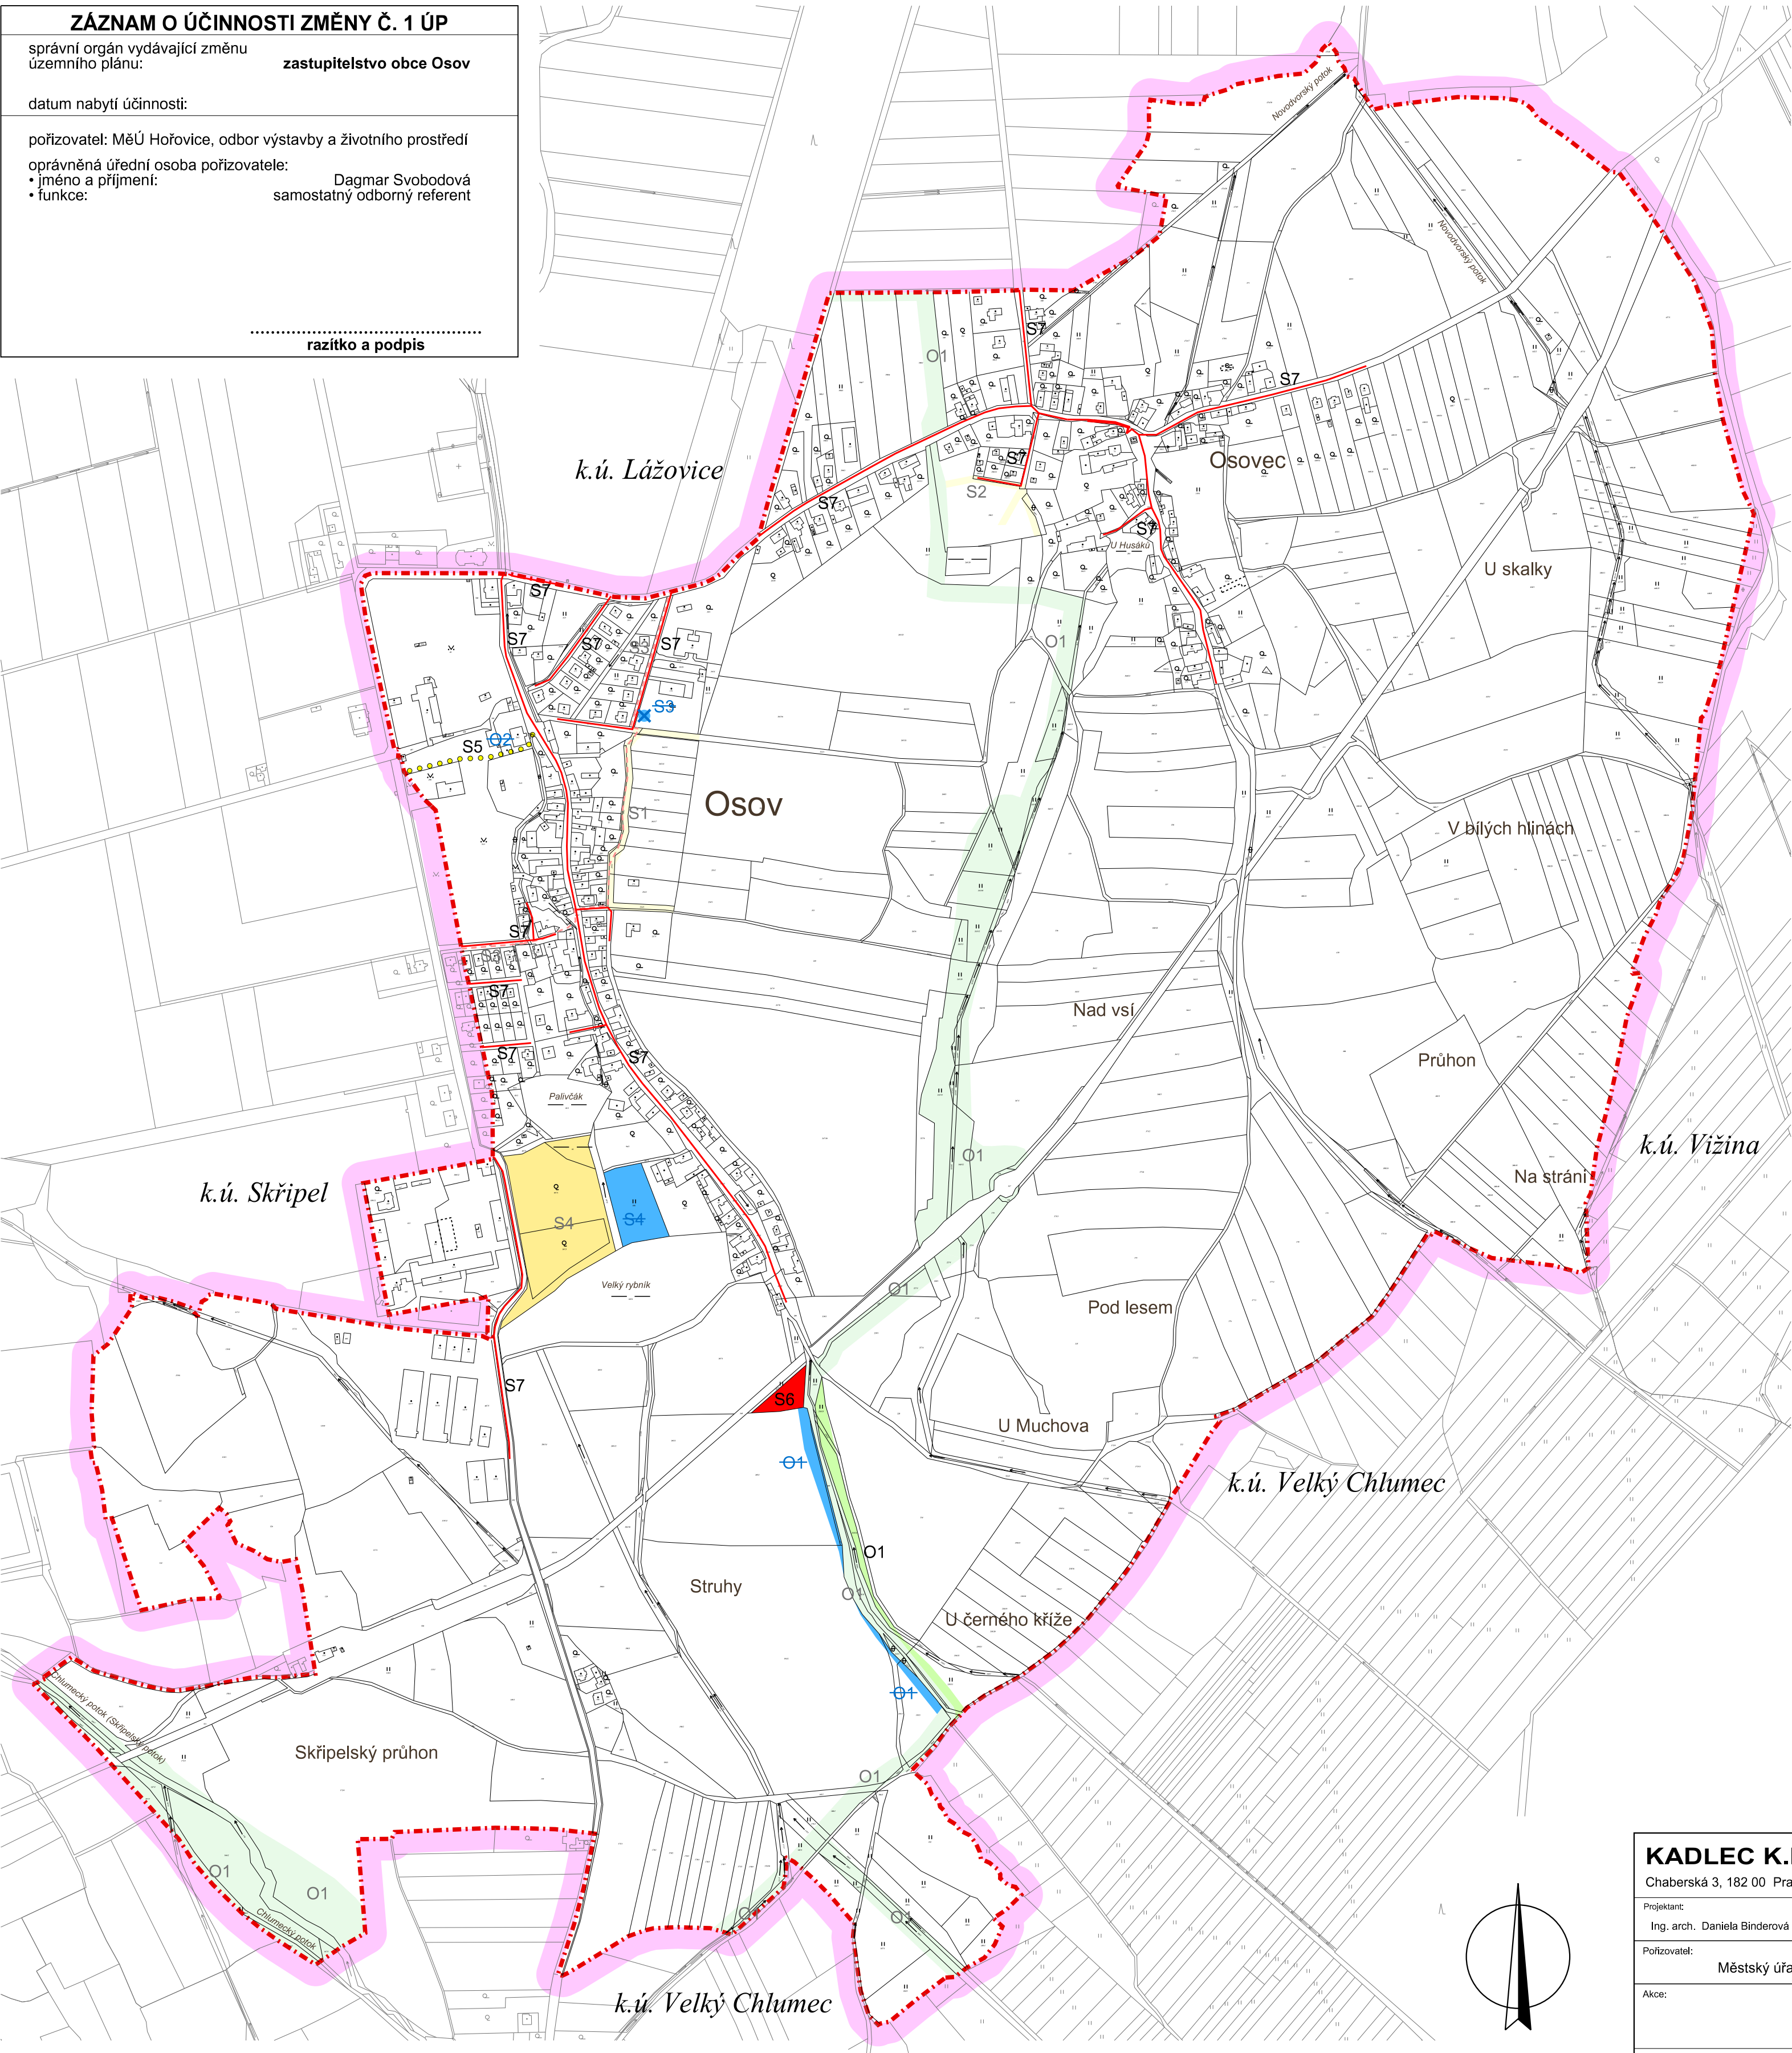 ZÁZNAM O ÚČINNOSTI ZMĚNY Č. 1 ÚP
správní orgán vydávající změnu
územního plánu: zastupitelstvo obce Osov
datum nabytí účinnosti:
pořizovatel: MěÚ Hořovice, odbor výstavby a životního prostředí
oprávněná úřední osoba pořizovatele:
• jméno a příjmení: Dagmar Svobodová
• funkce: samostatný odborný referent
razítko a podpis
Novodvorský potok
Novodvorský potok
S7
O1
S7
k.ú. Lážovice
S7
Osovec
S2
S7
S7
U Husáků
U skalky
S7
S7
S7
S3
S7
O1
S3
O2
S5
Osov
S1
V bílých hlinách
S7
S3
S7
Nad vsí
S7
S7
Průhon
Palivčák
k.ú. Vižina
O1
Na stráni
k.ú. Skřipel
S4
S4
Velký rybník
O1
Pod lesem
S7
S6
U Muchova
O1
k.ú. Velký Chlumec
O1
Struhy
O1
U černého kříže
Chlumecký potok (Skřipelský potok)
O1
Skřipelský průhon
O1
O1
O1
Chlumecký potok
O1
O1
k.ú. Velký Chlumec
KADLEC K.
Chaberská 3, 182 00 Pra
Projektant:
Ing. arch. Daniela Binderová
Pořizovatel:
Městský úřa
Akce: